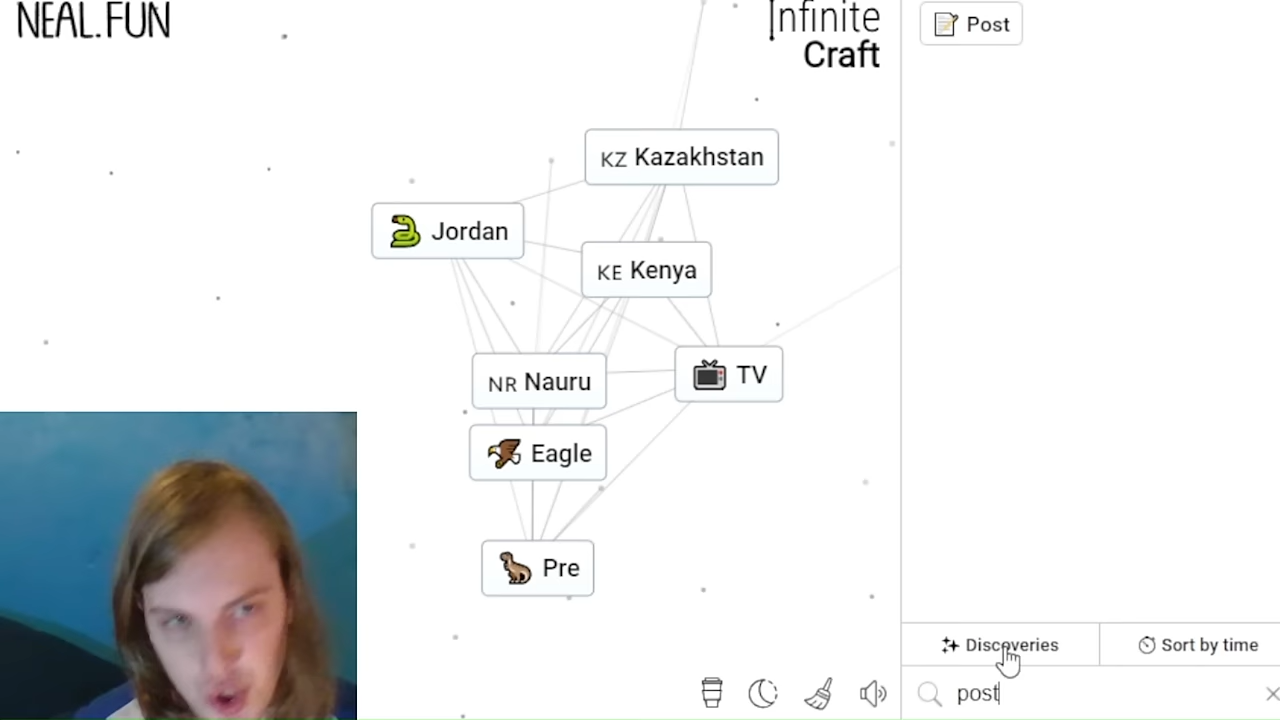 NEAL.FUN
Infinite
Craft
Post
KZ Kazakhstan
Jordan
KE Kenya
NR Nauru
TV
Eagle
Pre
Discoveries
Sort by time
post